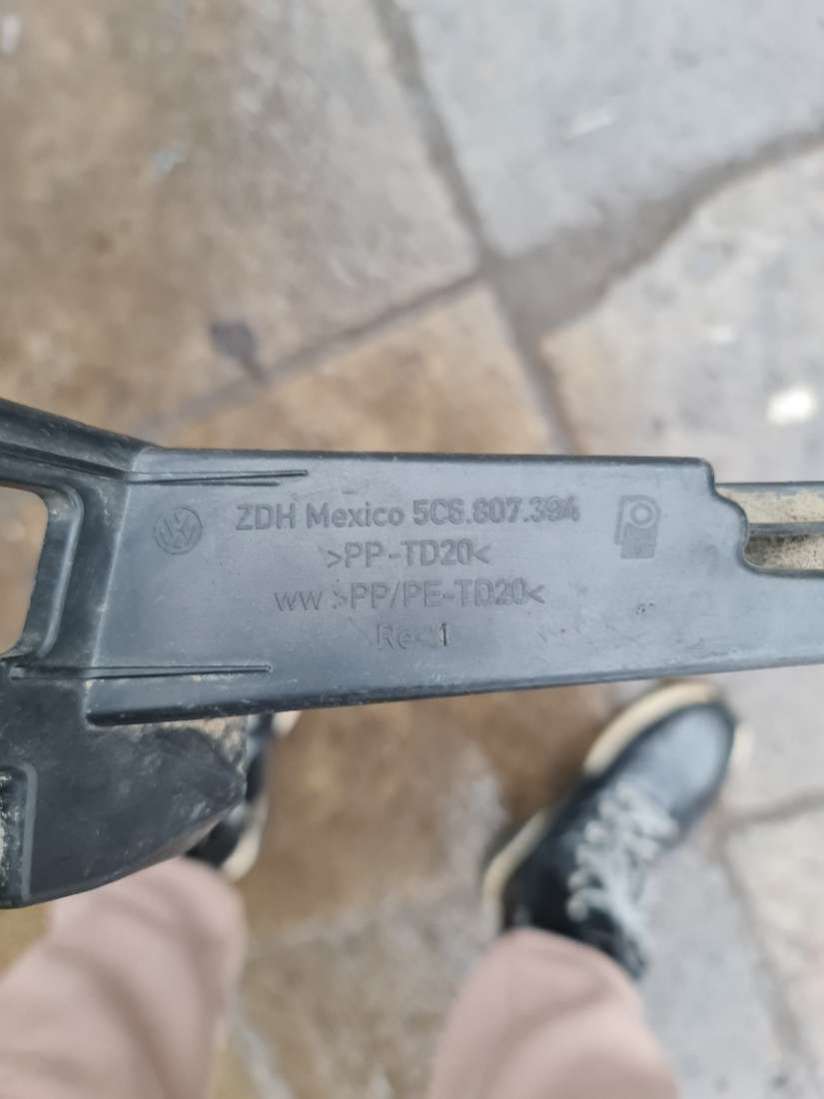 ZDH Mexico 5C6.807.394
>PP-TD20<
ww >PP/PE-TD20<